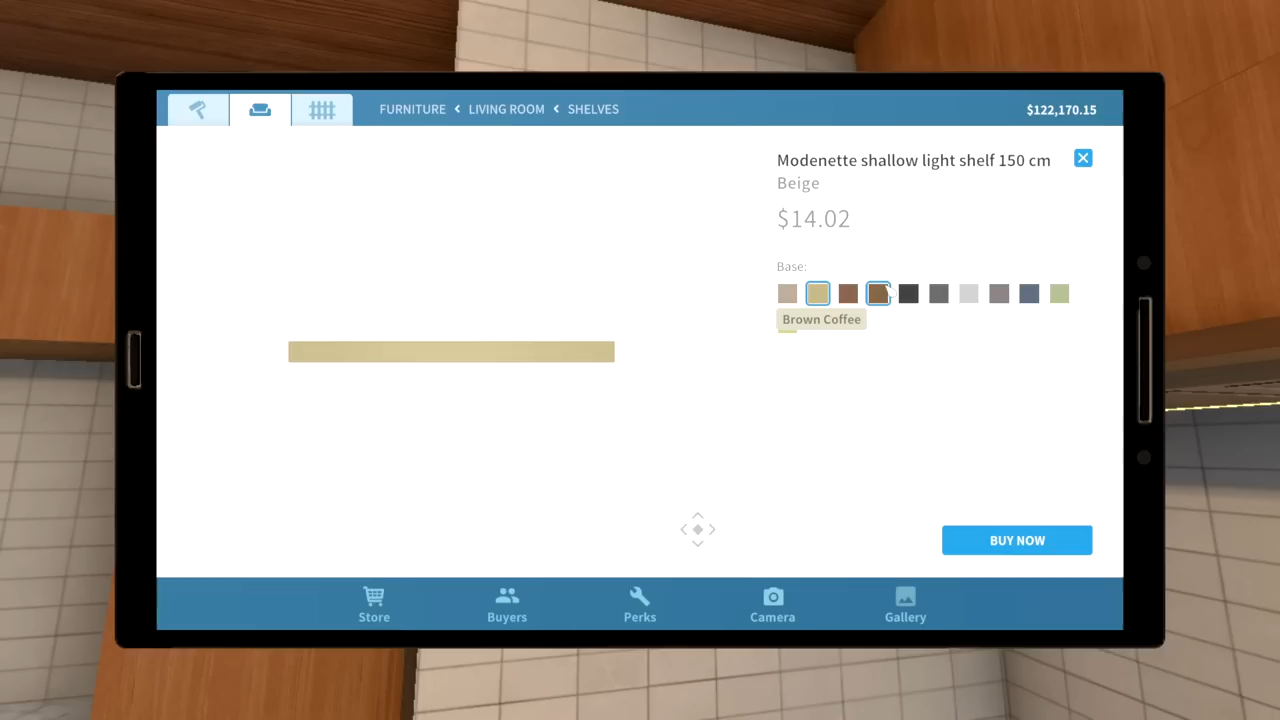 FURNITURE < LIVING ROOM < SHELVES
$122,170.15
Modenette shallow light shelf 150 cm
Beige
$14.02
Base:
Brown Coffee
BUY NOW
Store
Buyers
Perks
Camera
Gallery